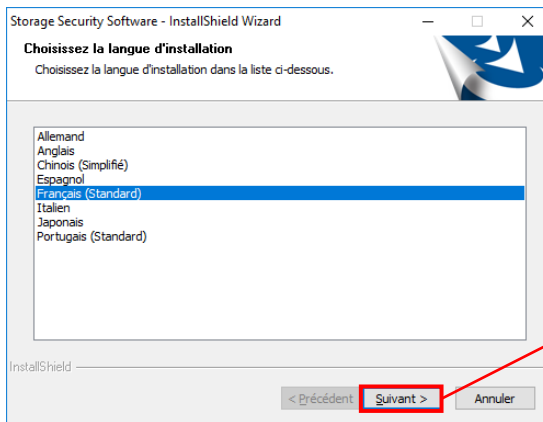 Storage Security Software - InstallShield Wizard
Choisissez la langue d'installation
Choisissez la langue d'installation dans la liste ci-dessous.
Allemand
Anglais
Chinois (Simplifié)
Espagnol
Français (Standard)
Italien
Japonais
Portugais (Standard)
InstallShield
< Précédent
Suivant >
Annuler